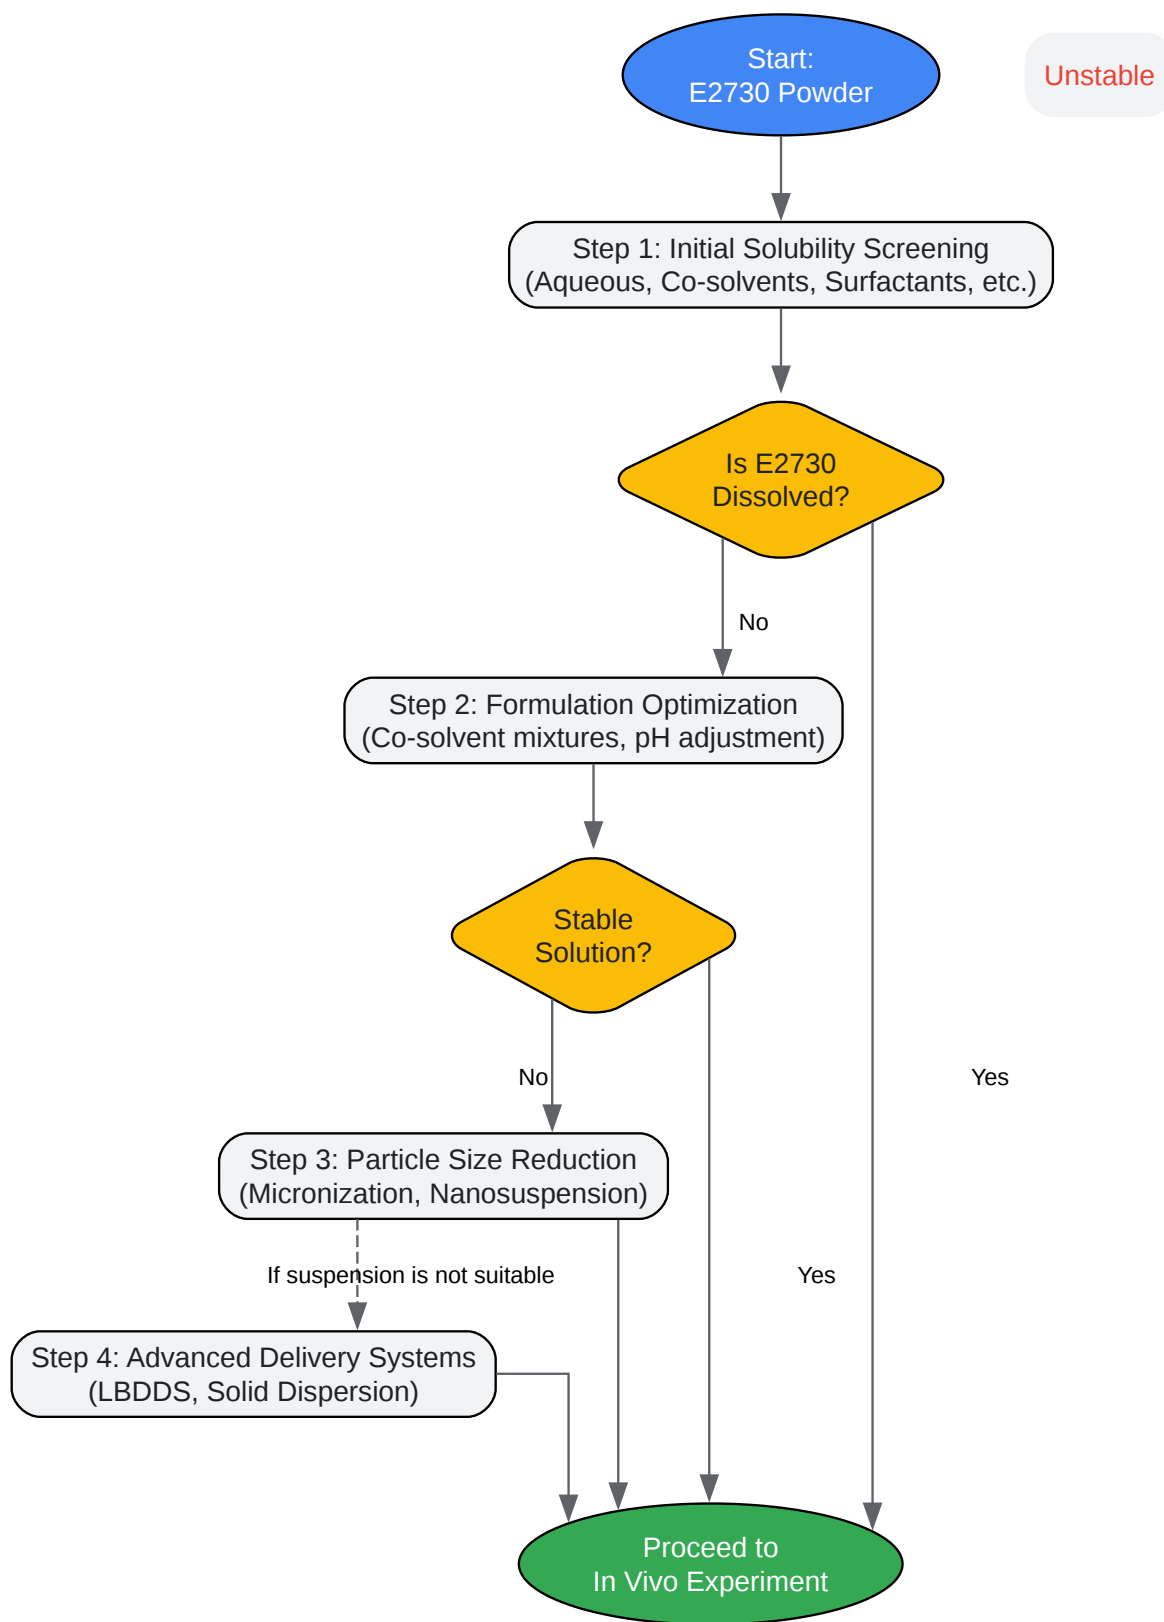 Start:
E2730 Powder
Unstable
Step 1: Initial Solubility Screening
(Aqueous, Co-solvents, Surfactants, etc.)
Is E2730
Dissolved?
No
Step 2: Formulation Optimization
(Co-solvent mixtures, pH adjustment)
Stable
Solution?
No
Yes
Step 3: Particle Size Reduction
(Micronization, Nanosuspension)
If suspension is not suitable
Yes
Step 4: Advanced Delivery Systems
(LBDDS, Solid Dispersion)
Proceed to
In Vivo Experiment